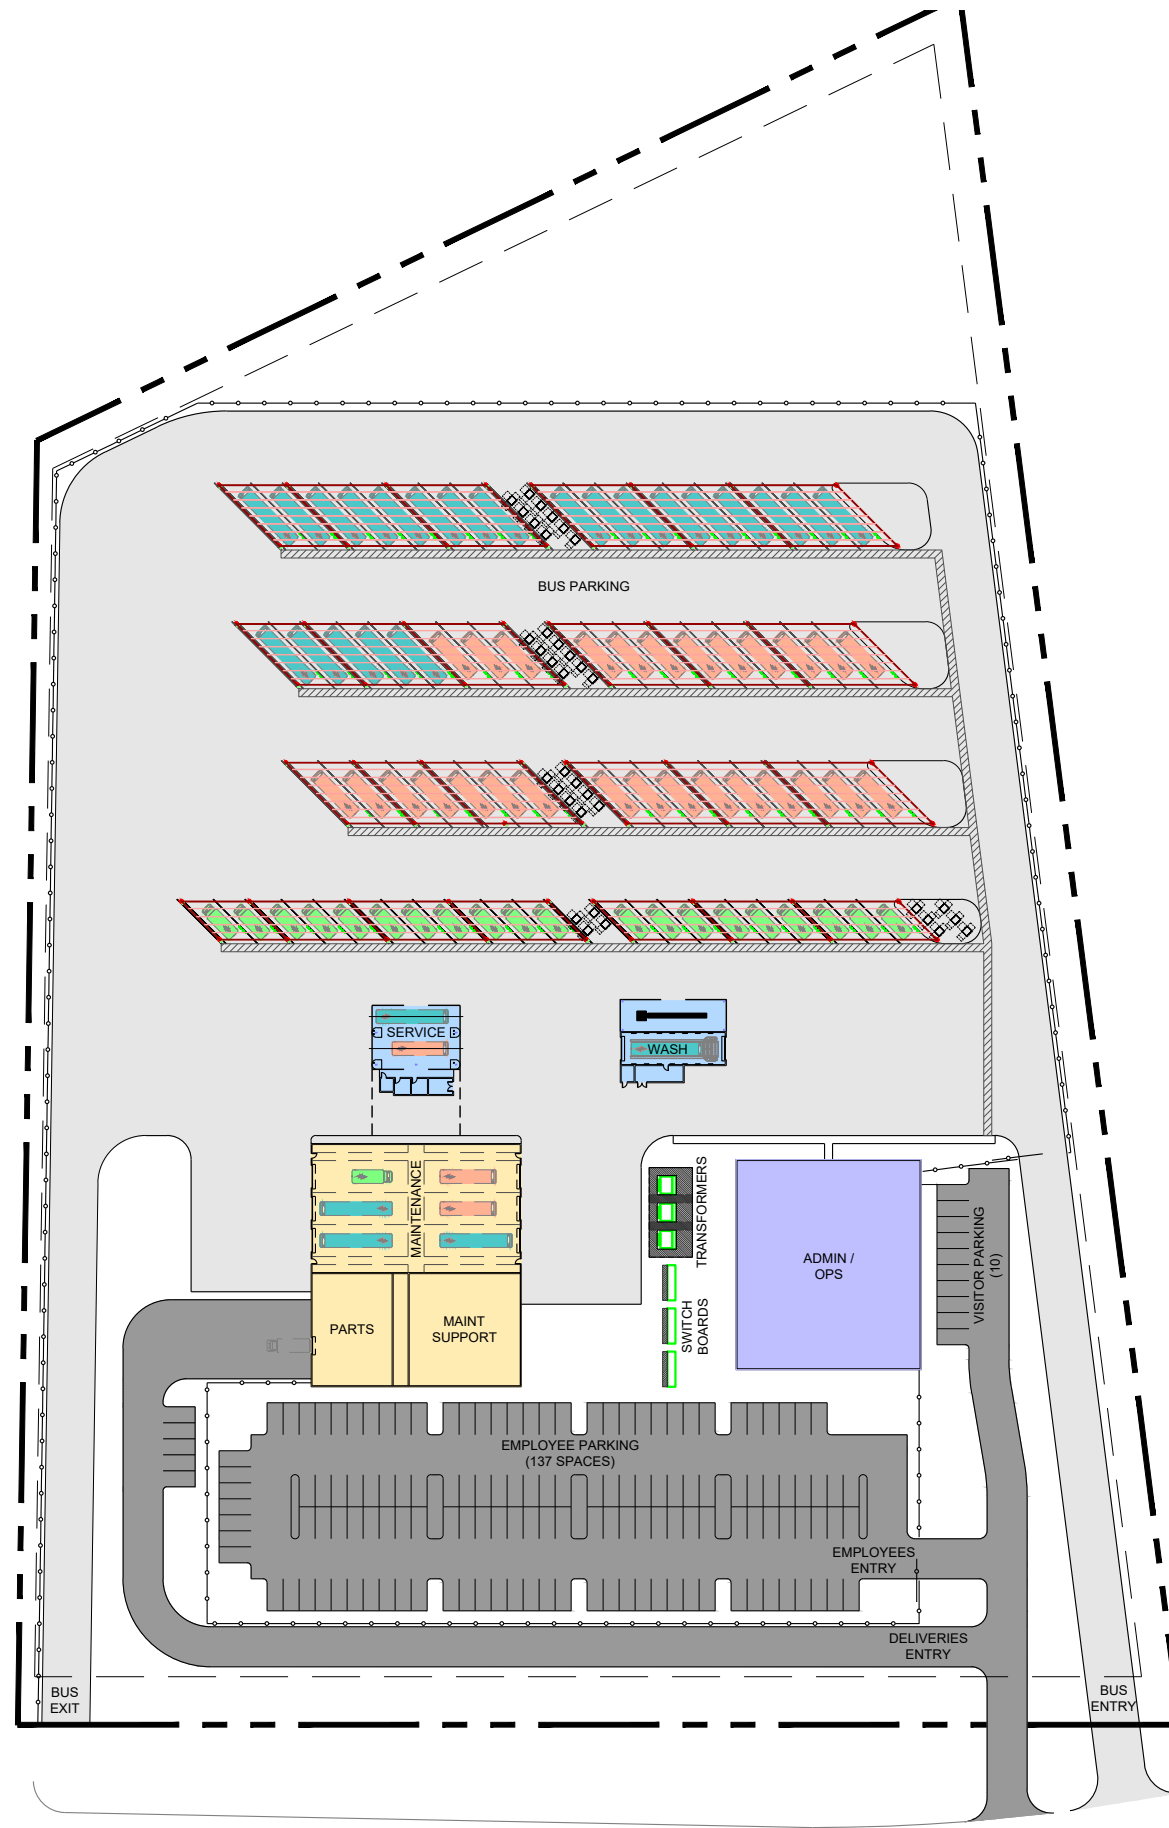 BUS PARKING
SERVICE
WASH
MAINTENANCE
TRANSFORMERS
ADMIN /
OPS
VISITOR PARKING
(10)
PARTS
MAINT
SUPPORT
SWITCH
BOARDS
EMPLOYEE PARKING
(137 SPACES)
EMPLOYEES
ENTRY
DELIVERIES
ENTRY
BUS
EXIT
BUS
ENTRY